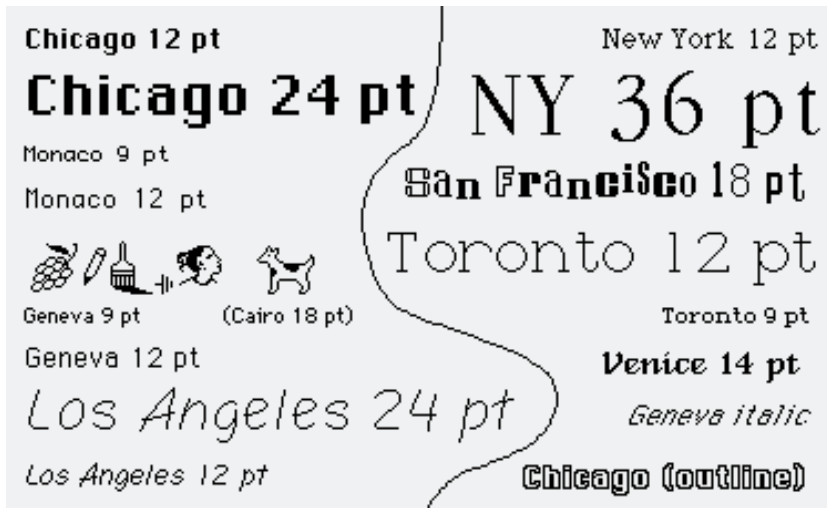 Chicago 12 pt
Chicago 24 pt
Monaco 9 pt
Monaco 12 pt
Geneva 9 pt (Cairo 18 pt)
Geneva 12 pt
Los Angeles 24 pt
Los Angeles 12 pt
New York 12 pt
NY 36 pt
San Francisco 18 pt
Toronto 12 pt
Toronto 9 pt
Venice 14 pt
Geneva italic
Chicago (outline)